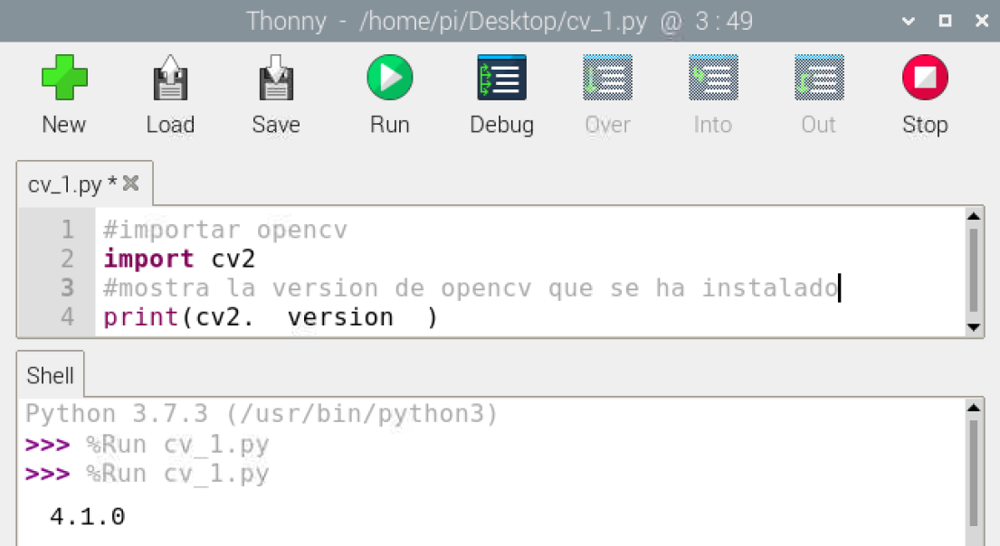 Thonny - /home/pi/Desktop/cv_1.py @ 3:49
New Load Save Run Debug Over Into Out Stop
cv_1.py *
1 #importar opencv
2 import cv2
3 #mostra la version de opencv que se ha instalado
4 print(cv2.  version  )
Shell
Python 3.7.3 (/usr/bin/python3)
>>> %Run cv_1.py
>>> %Run cv_1.py
4.1.0